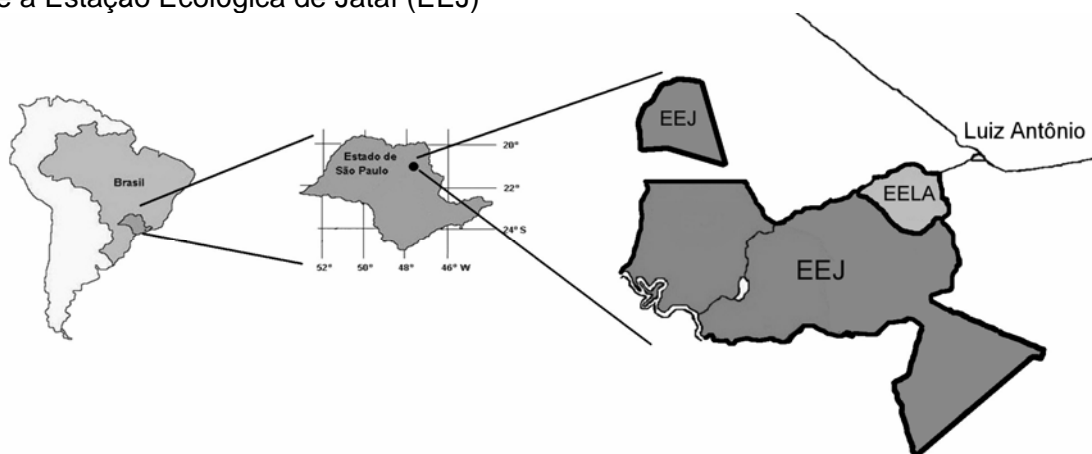 e a Estação Ecológica de Jataí (EEJ)
Brasil
Estado de
São Paulo
20°
22°
24° S
52°
50°
48°
46° W
EEJ
Luiz Antônio
EELA
EEJ